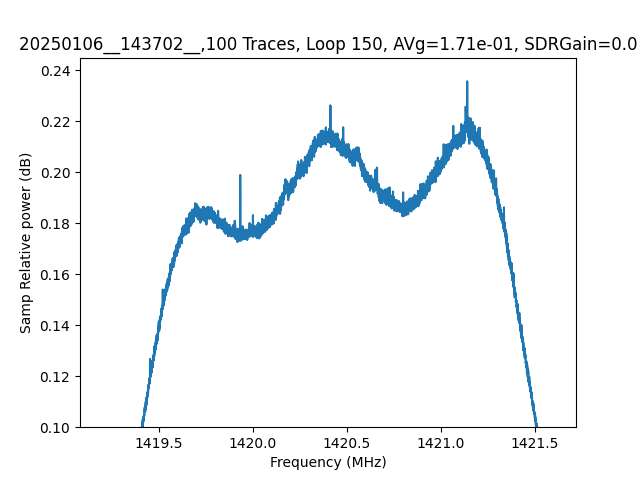 20250106__143702__,100 Traces, Loop 150, AVg=1.71e-01, SDRGain=0.0
0.24
0.22
0.20
0.18
0.16
0.14
0.12
0.10
Samp Relative power (dB)
1419.5 1420.0 1420.5 1421.0 1421.5
Frequency (MHz)